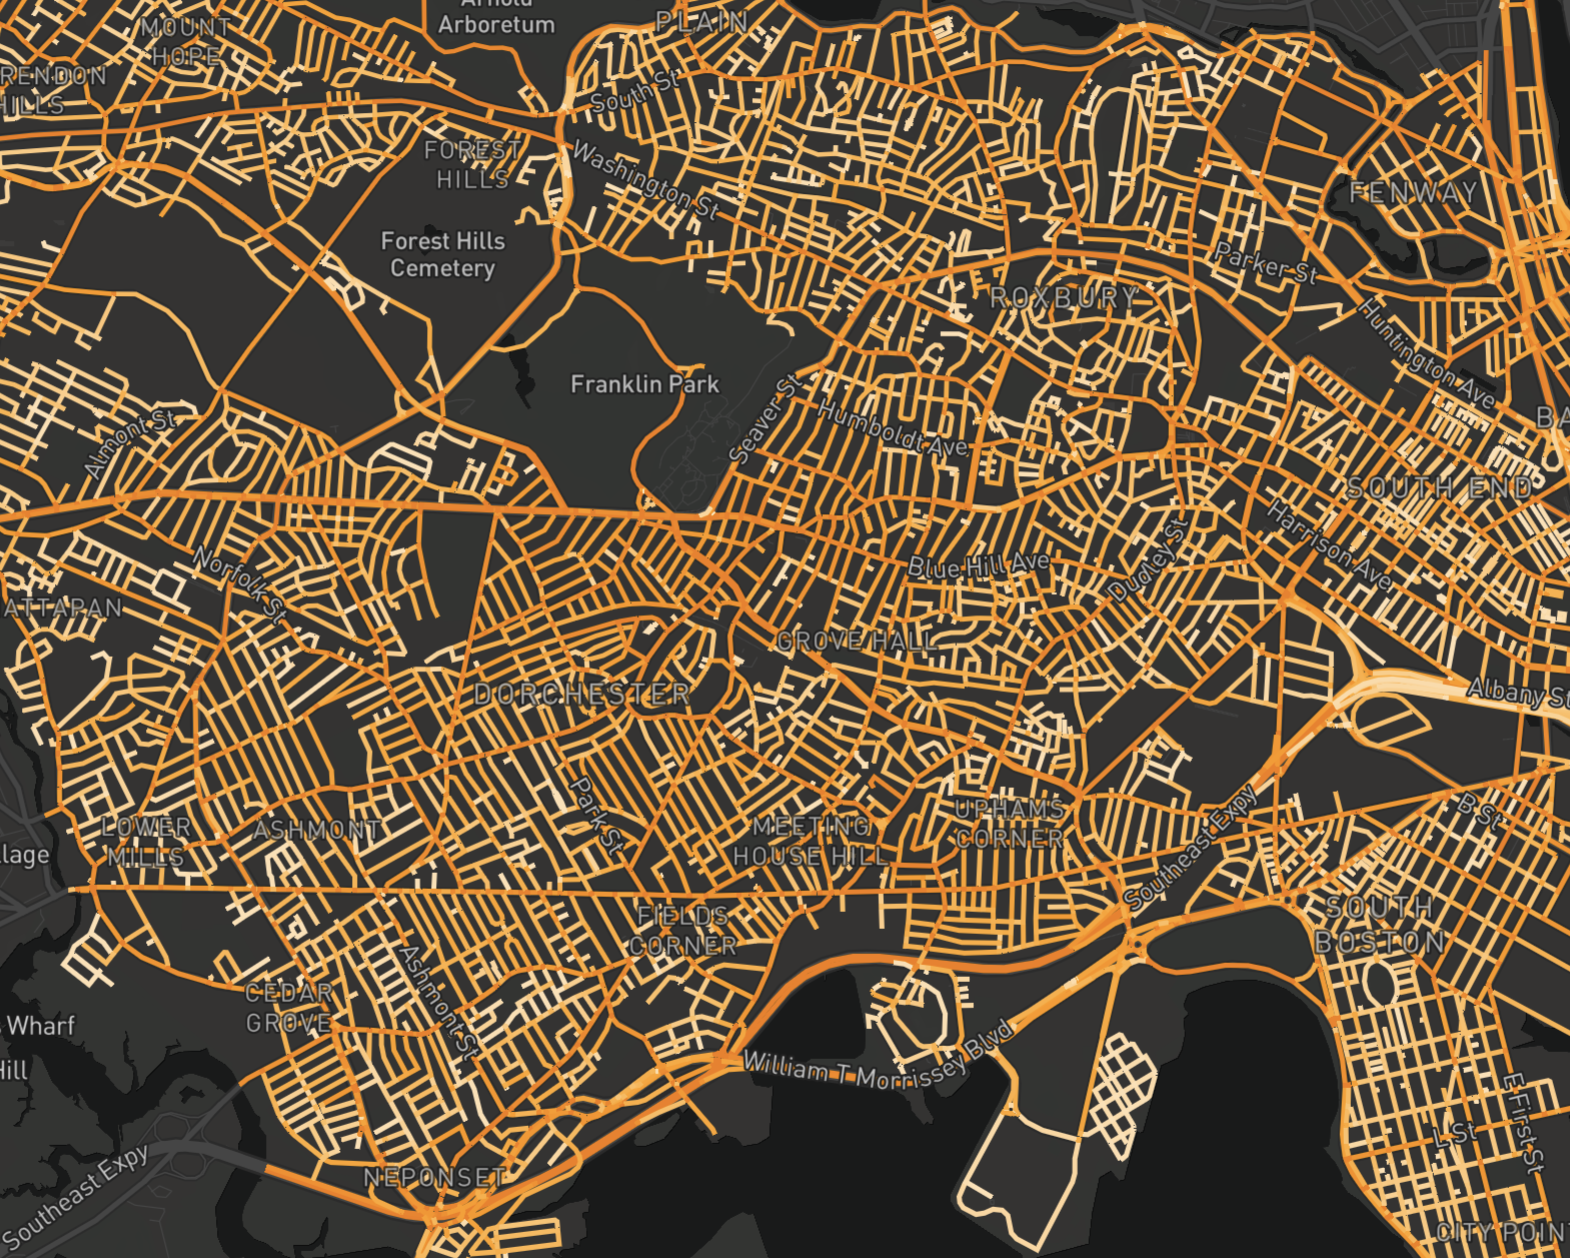 Arnold
Arboretum
PLAIN
MOUNT
HOPE
RENDON
HILLS
South St
FOREST
HILLS
Washington St
FENWAY
Forest Hills
Cemetery
Parker St
ROXBURY
Huntington Ave
Franklin Park
Seaver St
Humboldt Ave
BA
Almont St
SOUTH END
Harrison Ave
Norfolk St
Blue Hill Ave
Dudley St
ATTAPAN
GROVE HALL
DORCHESTER
Albany St
Park St
LOWER
MILLS
ASHMONT
MEETING
HOUSE HILL
UPHAMS
CORNER
Southeast Expy
B St
llage
FIELDS
CORNER
SOUTH
BOSTON
Ashmont St
CEDAR
GROVE
s Wharf
Hill
William T Morrissey Blvd
E First St
L St
Southeast Expy
NEPONSET
CITY POIN